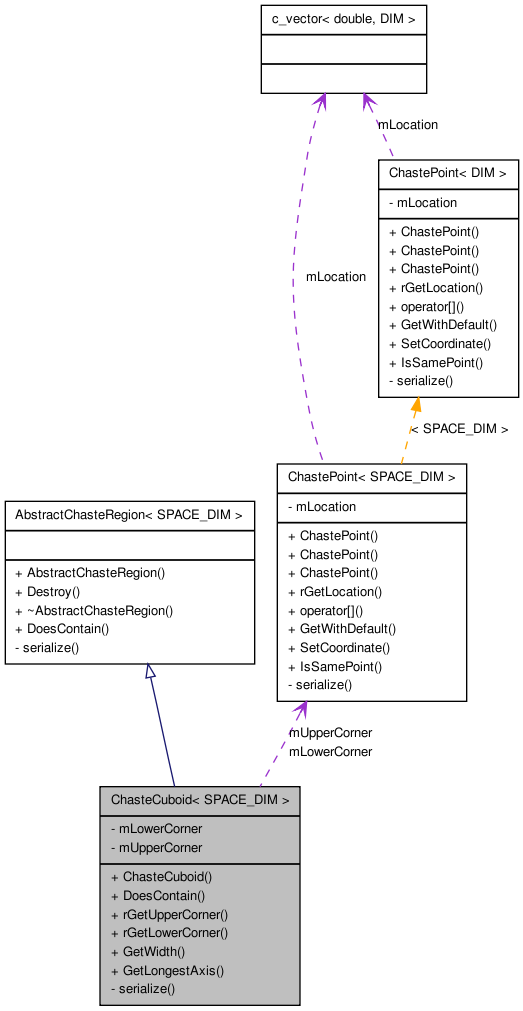 c_vector< double, DIM >
mLocation
ChastePoint< DIM >
- mLocation
+ ChastePoint()
+ ChastePoint()
+ ChastePoint()
+ rGetLocation()
+ operator[]()
+ GetWithDefault()
+ SetCoordinate()
+ IsSamePoint()
- serialize()
mLocation
< SPACE_DIM >
ChastePoint< SPACE_DIM >
- mLocation
+ ChastePoint()
+ ChastePoint()
+ ChastePoint()
+ rGetLocation()
+ operator[]()
+ GetWithDefault()
+ SetCoordinate()
+ IsSamePoint()
- serialize()
AbstractChasteRegion< SPACE_DIM >
+ AbstractChasteRegion()
+ Destroy()
+ ~AbstractChasteRegion()
+ DoesContain()
- serialize()
mUpperCorner
mLowerCorner
ChasteCuboid< SPACE_DIM >
- mLowerCorner
- mUpperCorner
+ ChasteCuboid()
+ DoesContain()
+ rGetUpperCorner()
+ rGetLowerCorner()
+ GetWidth()
+ GetLongestAxis()
- serialize()